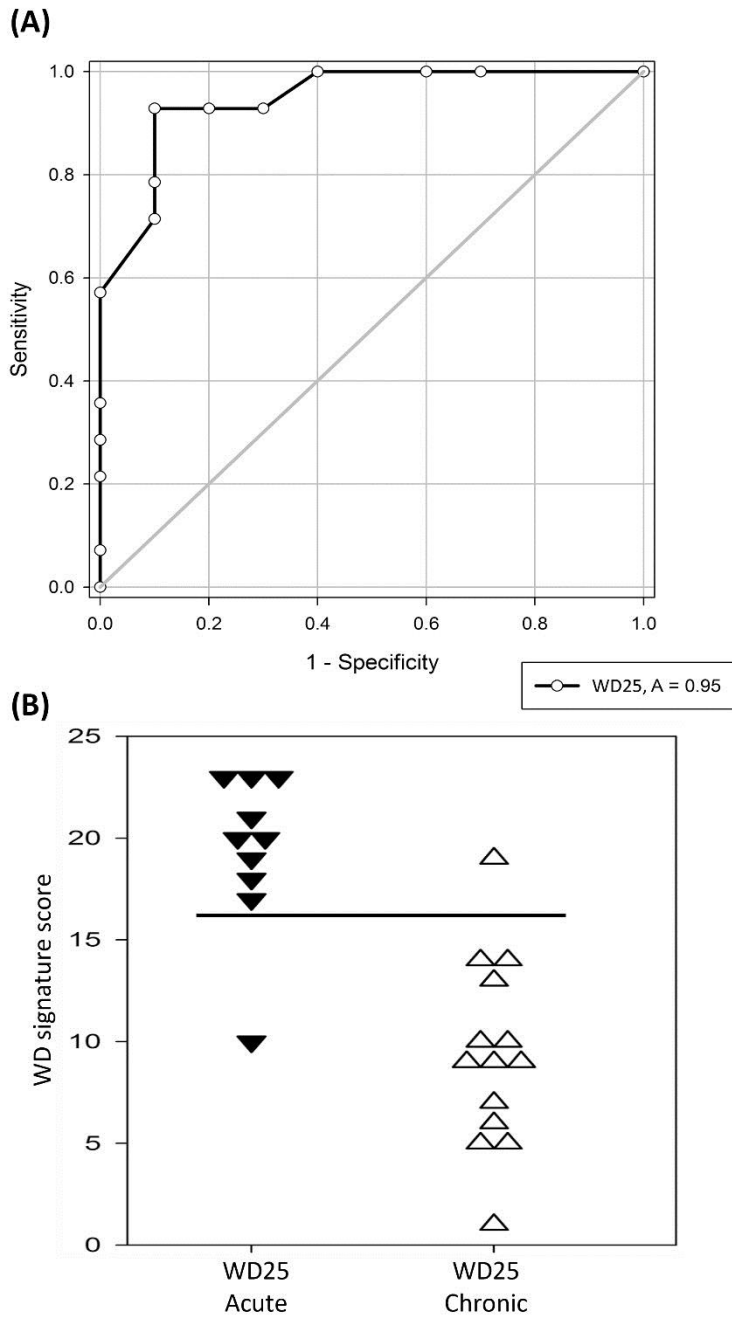 (A)
1.0
0.8
0.6
0.4
0.2
0.0
Sensitivity
0.0 0.2 0.4 0.6 0.8 1.0
1 - Specificity
WD25, A = 0.95
(B)
25
20
15
10
5
0
WD signature score
WD25 WD25
Acute Chronic